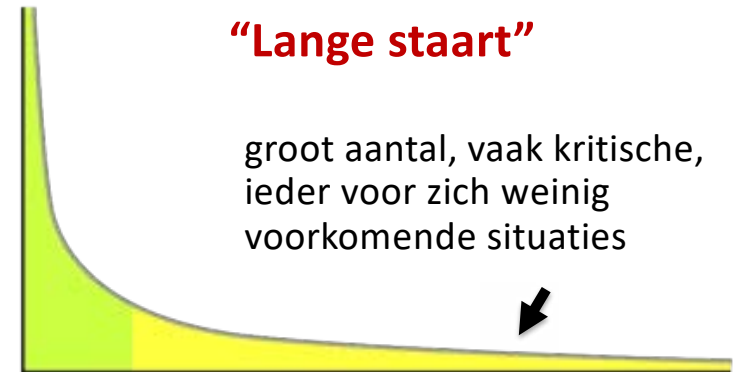 “Lange staart”
groot aantal, vaak kritische,
ieder voor zich weinig
voorkomende situaties